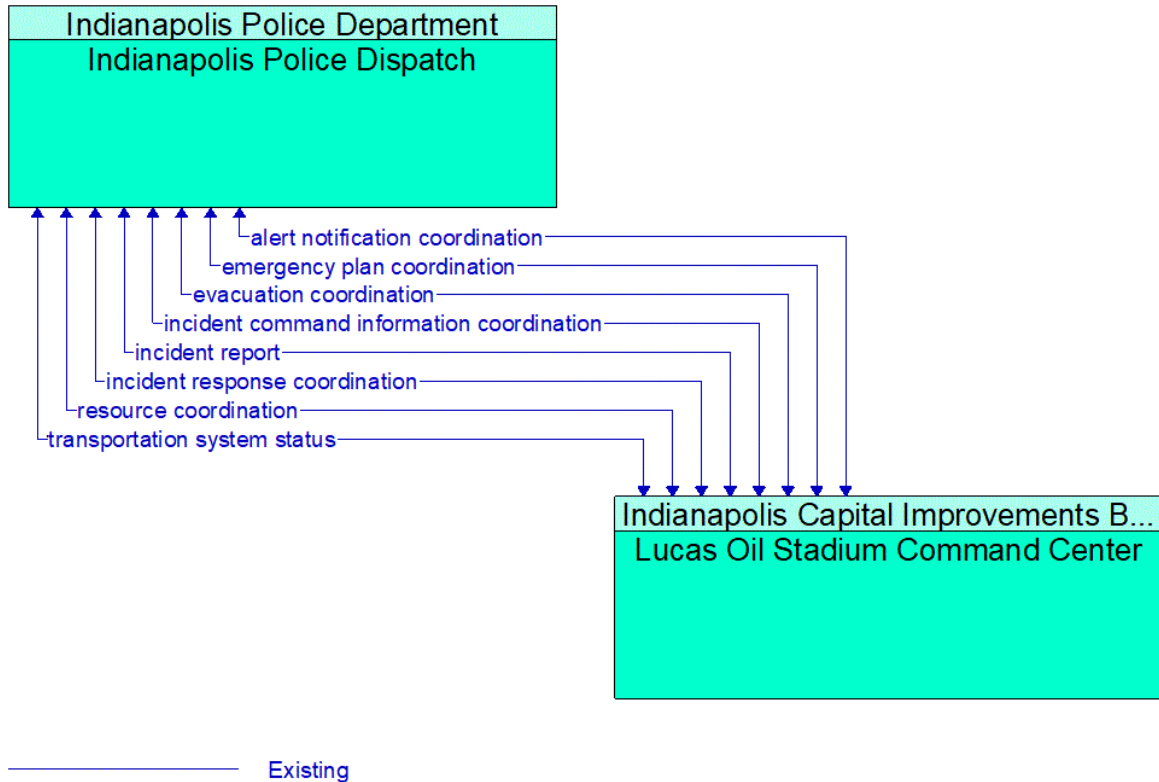 Indianapolis Police Department
Indianapolis Police Dispatch
alert notification coordination
emergency plan coordination
evacuation coordination
incident command information coordination
incident report
incident response coordination
resource coordination
transportation system status
Indianapolis Capital Improvements B...
Lucas Oil Stadium Command Center
Existing